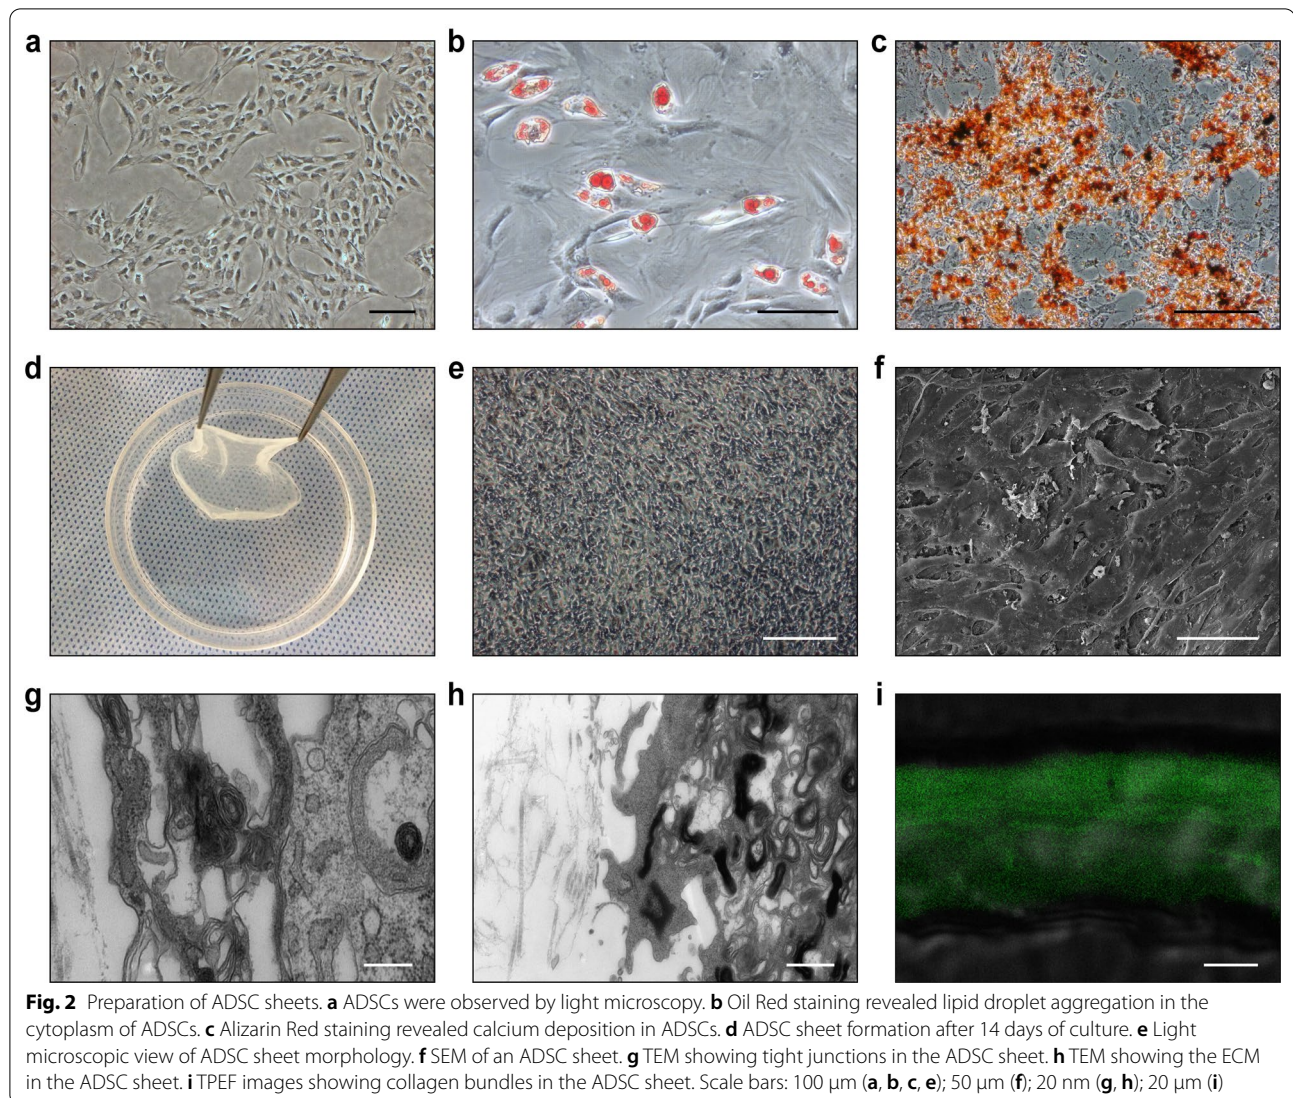 a
b
c
d
e
f
g
h
i
Fig. 2 Preparation of ADSC sheets. a ADSCs were observed by light microscopy. b Oil Red staining revealed lipid droplet aggregation in the
cytoplasm of ADSCs. c Alizarin Red staining revealed calcium deposition in ADSCs. d ADSC sheet formation after 14 days of culture. e Light
microscopic view of ADSC sheet morphology. f SEM of an ADSC sheet. g TEM showing tight junctions in the ADSC sheet. h TEM showing the ECM
in the ADSC sheet. i TPEF images showing collagen bundles in the ADSC sheet. Scale bars: 100 μm (a, b, c, e); 50 μm (f); 20 nm (g, h); 20 μm (i)